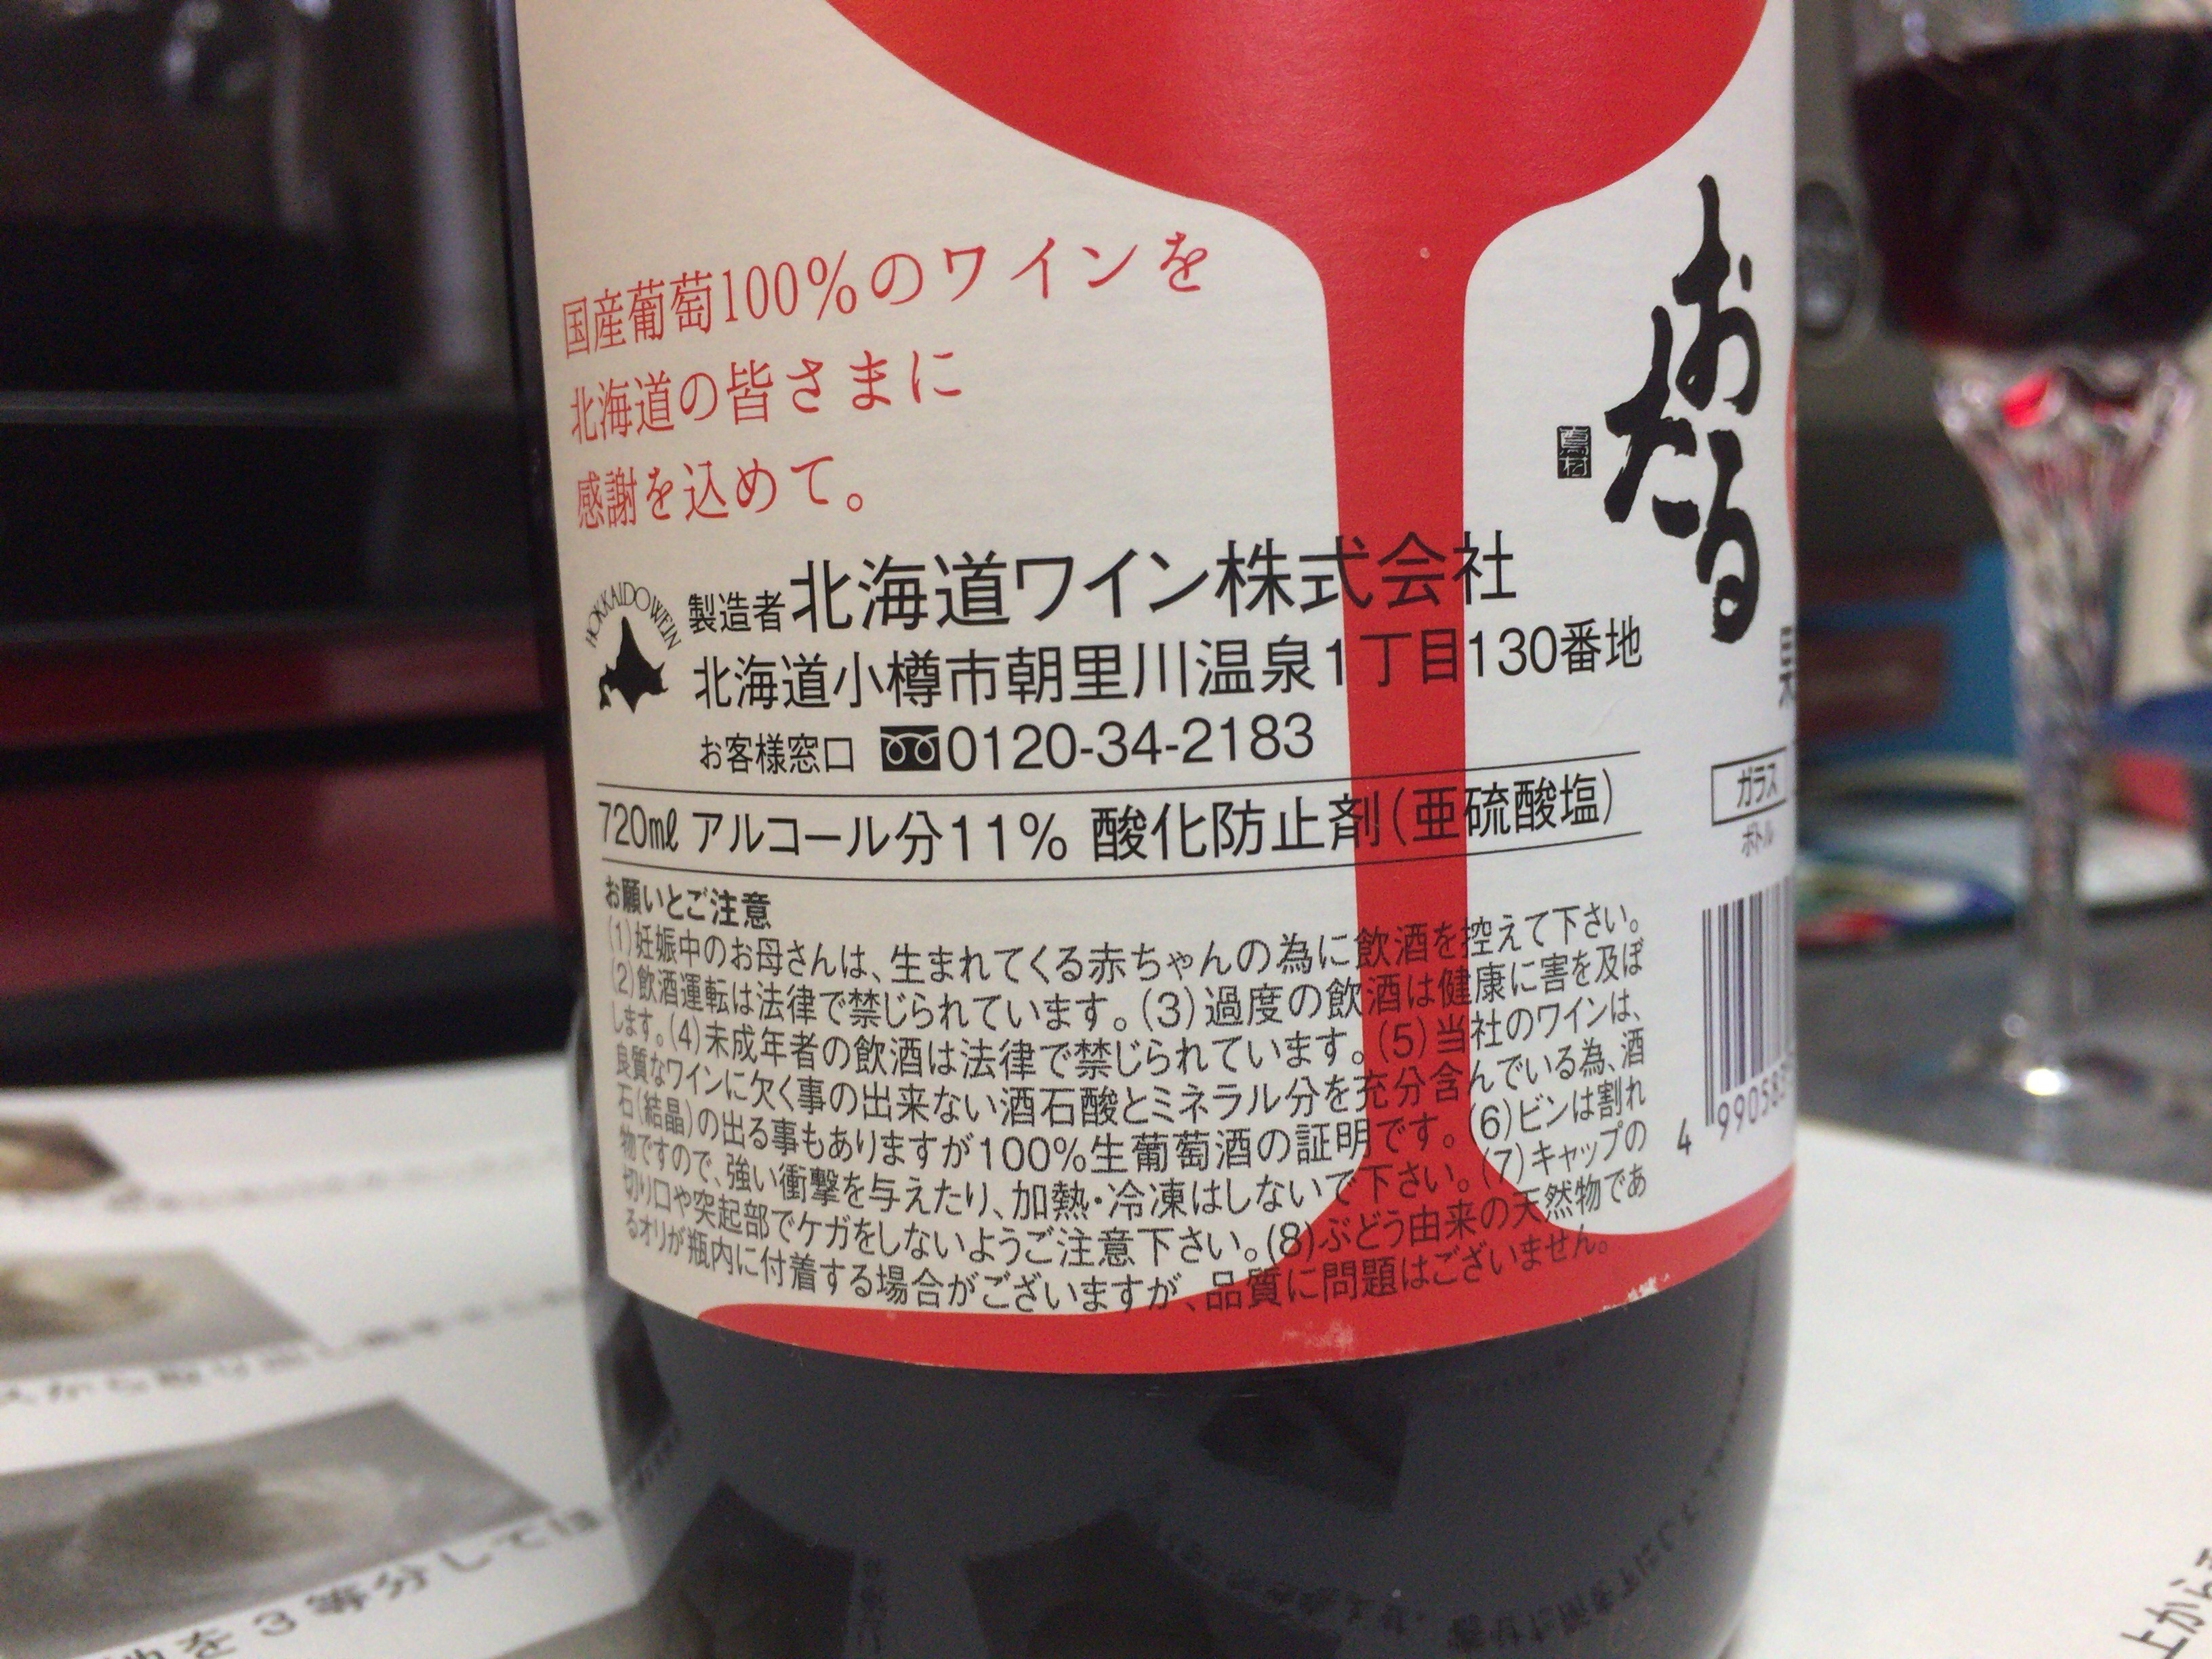 国産葡萄100%のワインを
北海道の皆さまに
感謝を込めて。
おたる
HOKKAIDO WEIN
製造者北海道ワイン株式会社
北海道小樽市朝里川温泉1丁目130番地
お客様窓口 0120-34-2183
720mℓ アルコール分11% 酸化防止剤(亜硫酸塩)
お願いとご注意
(1)妊娠中のお母さんは、生まれてくる赤ちゃんの為に飲酒を控えて下さい。
(2)飲酒運転は法律で禁じられています。(3)過度の飲酒は健康に害を及ぼ
します。(4)未成年者の飲酒は法律で禁じられています。(5)当社のワインは、
良質なワインに欠く事の出来ない酒石酸とミネラル分を充分含んでいる為、酒
石(結晶)の出る事もありますが100%生葡萄酒の証明です。(6)ビンは割れ
物ですので、強い衝撃を与えたり、加熱・冷凍はしないで下さい。(7)キャップの
切り口や突起部でケガをしないようご注意下さい。(8)ぶどう由来の天然物であ
るオリが瓶内に付着する場合がございますが、品質に問題はございません。
ガラス
ボトル
4 990583
を3等分して
上から